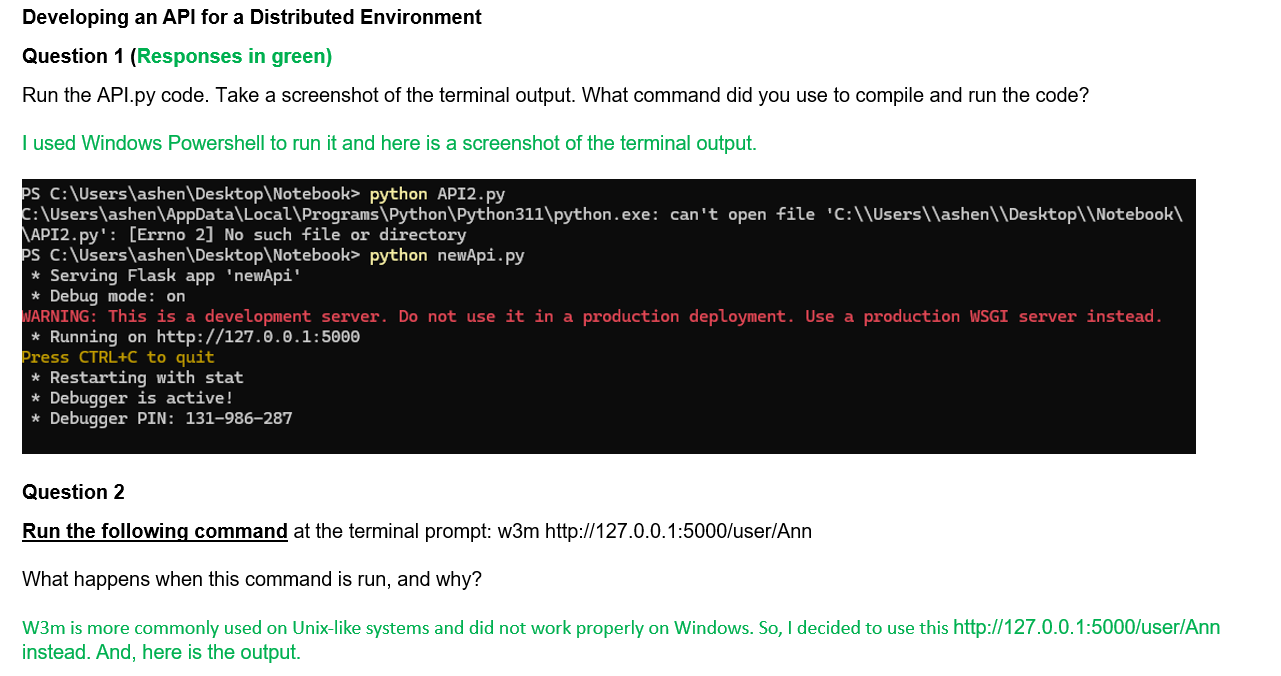 Developing an API for a Distributed Environment
Question 1 (Responses in green)
Run the API.py code. Take a screenshot of the terminal output. What command did you use to compile and run the code?
I used Windows Powershell to run it and here is a screenshot of the terminal output.
PS C:\Users\ashen\Desktop\Notebook> python API2.py
C:\Users\ashen\AppData\Local\Programs\Python\Python311\python.exe: can't open file 'C:\\Users\\ashen\\Desktop\\Notebook\
\API2.py': [Errno 2] No such file or directory
PS C:\Users\ashen\Desktop\Notebook> python newApi.py
* Serving Flask app 'newApi'
* Debug mode: on
WARNING: This is a development server. Do not use it in a production deployment. Use a production WSGI server instead.
* Running on http://127.0.0.1:5000
Press CTRL+C to quit
* Restarting with stat
* Debugger is active!
* Debugger PIN: 131-986-287
Question 2
Run the following command at the terminal prompt: w3m http://127.0.0.1:5000/user/Ann
What happens when this command is run, and why?
W3m is more commonly used on Unix-like systems and did not work properly on Windows. So, I decided to use this http://127.0.0.1:5000/user/Ann
instead. And, here is the output.